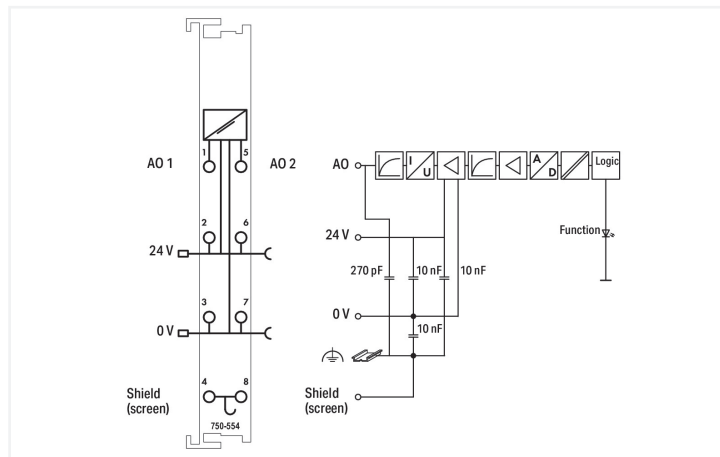 1
5
AO 1
AO 2
2
6
24 V
3
7
0 V
4
8
Shield
(screen)
750-554
AO
I
U
A
D
Logic
Function
24 V
270 pF
10 nF
10 nF
0 V
10 nF
Shield
(screen)